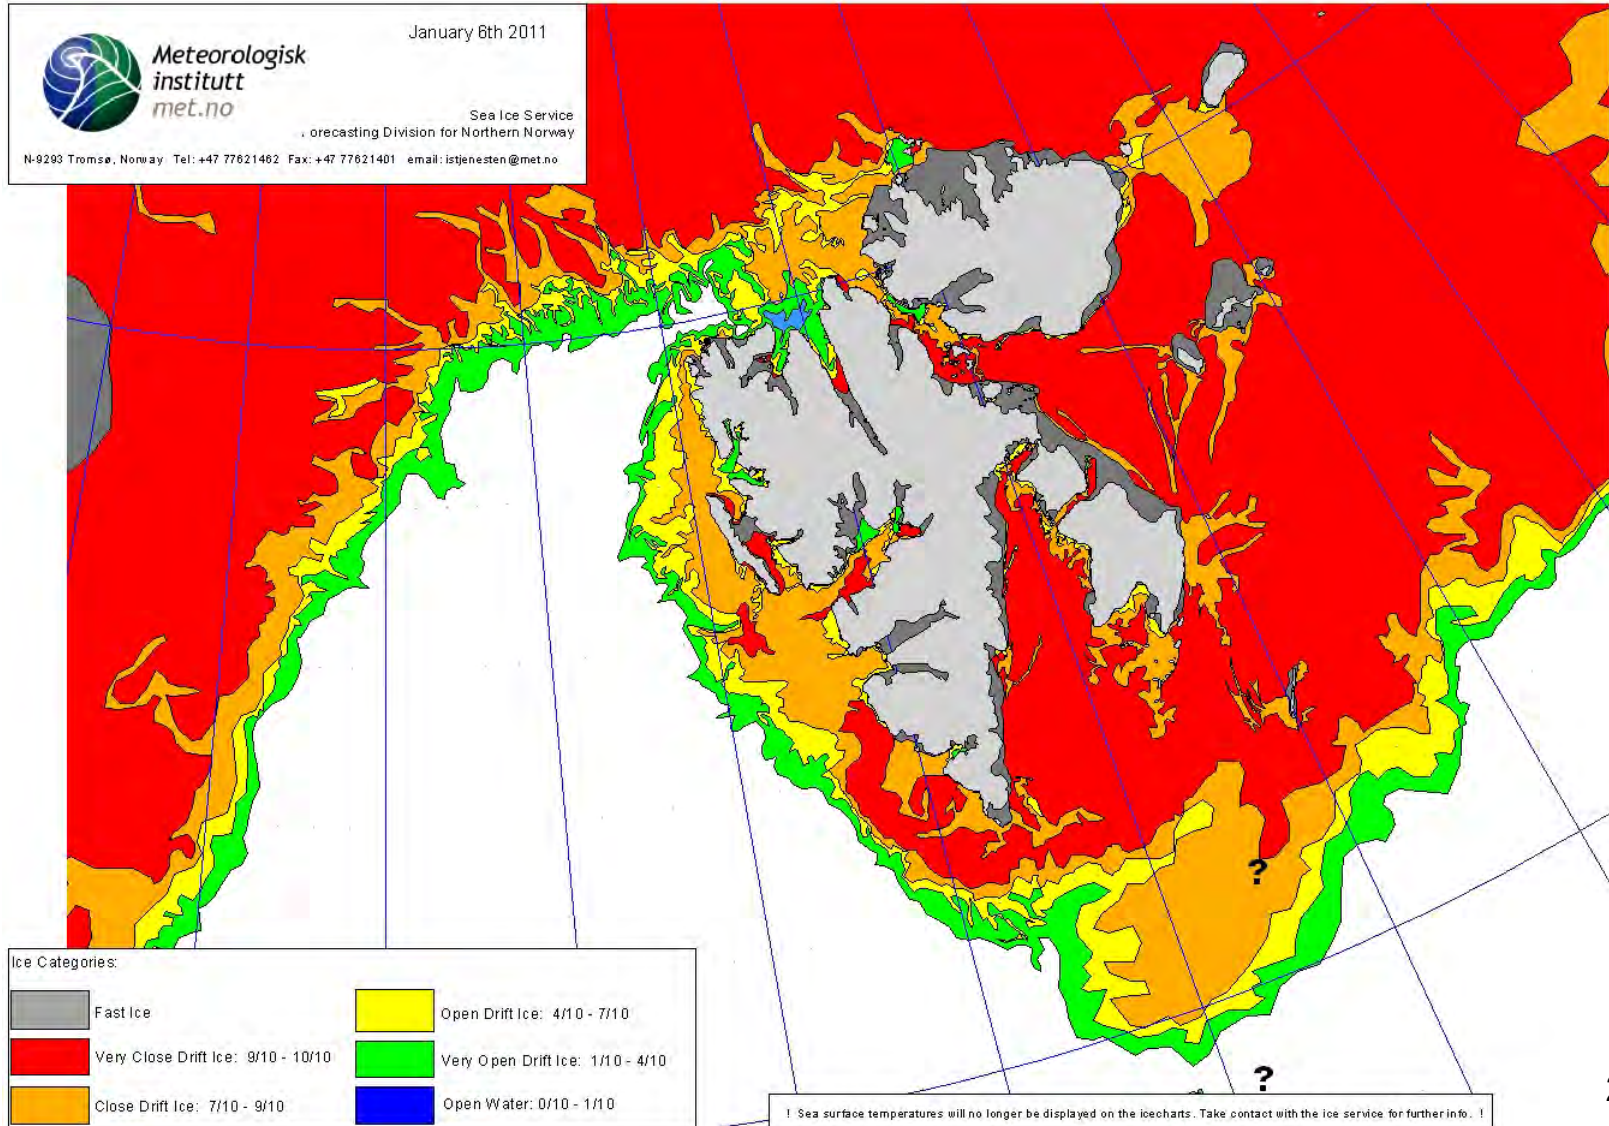 January 6th 2011
Meteorologisk
institutt
met.no
Sea Ice Service
. orecasting Division for Northern Norway
N-9293 Tromsø, Norway Tel: +47 77621462 Fax: +47 77621401 email: istjenesten@met.no
?
?
Ice Categories:
Fast Ice
Open Drift Ice: 4/10 - 7/10
Very Close Drift Ice: 9/10 - 10/10
Very Open Drift Ice: 1/10 - 4/10
Close Drift Ice: 7/10 - 9/10
Open Water: 0/10 - 1/10
! Sea surface temperatures will no longer be displayed on the icecharts. Take contact with the ice service for further info. !